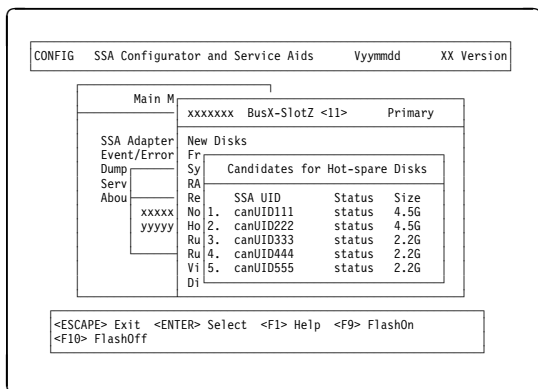 CONFIG SSA Configurator and Service Aids Vyymmdd XX Version
Main M
xxxxxxx BusX-SlotZ <11> Primary
SSA Adapter New Disks
Event/Error Fr
Dump Sy Candidates for Hot-spare Disks
Serv RA
Abou Re SSA UID Status Size
xxxxx No 1. canUID111 status 4.5G
yyyyy Ho 2. canUID222 status 4.5G
Ru 3. canUID333 status 2.2G
Ru 4. canUID444 status 2.2G
Vi 5. canUID555 status 2.2G
Di
<ESCAPE> Exit <ENTER> Select <F1> Help <F9> FlashOn
<F10> FlashOff